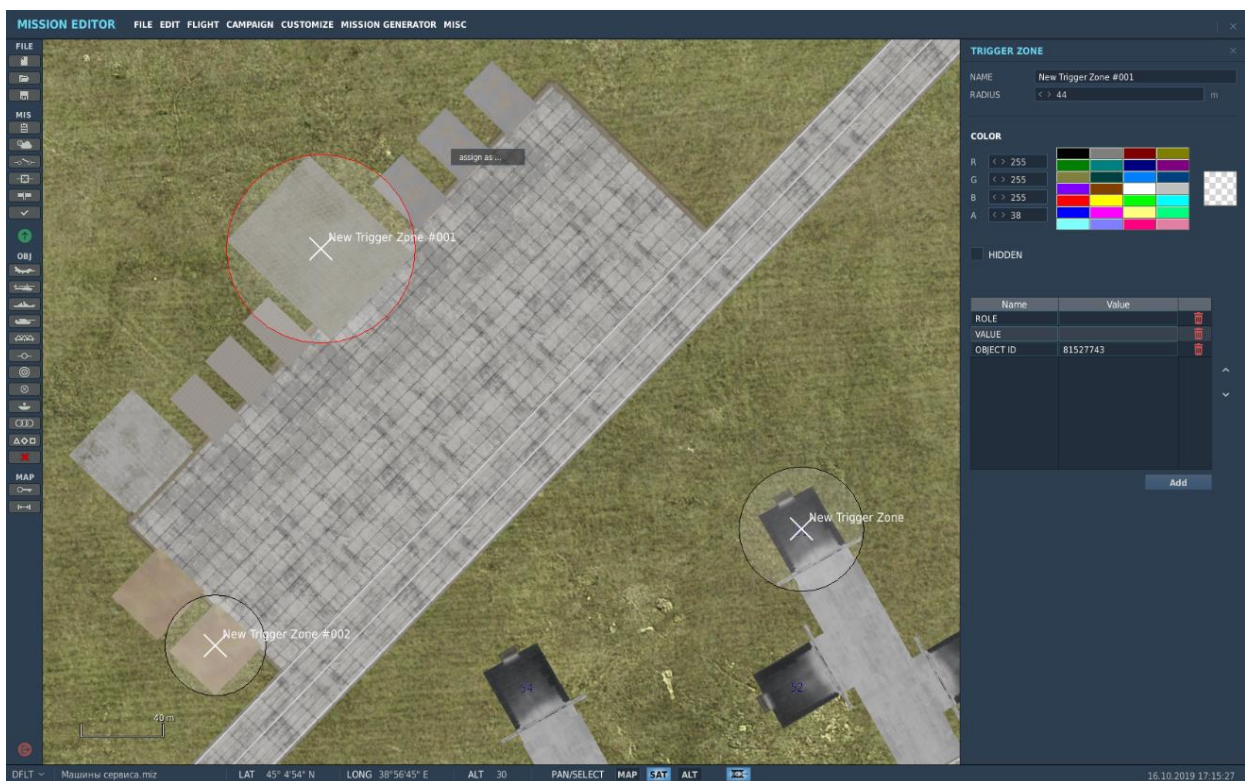 MISSION EDITOR FILE EDIT FLIGHT CAMPAIGN CUSTOMIZE MISSION GENERATOR MISC
FILE
MIS
OBJ
MAP
assign as ...
New Trigger Zone #001
New Trigger Zone
New Trigger Zone #002
54
52
40 m
TRIGGER ZONE
NAME New Trigger Zone #001
RADIUS < > 44 m
COLOR
R < > 255
G < > 255
B < > 255
A < > 38
HIDDEN
Name Value
ROLE
VALUE
OBJECT ID 81527743
Add
DFLT Машины сервиса.miz LAT 45° 4'54" N LONG 38°56'45" E ALT 30 PAN/SELECT MAP SAT ALT 16.10.2019 17:15:27